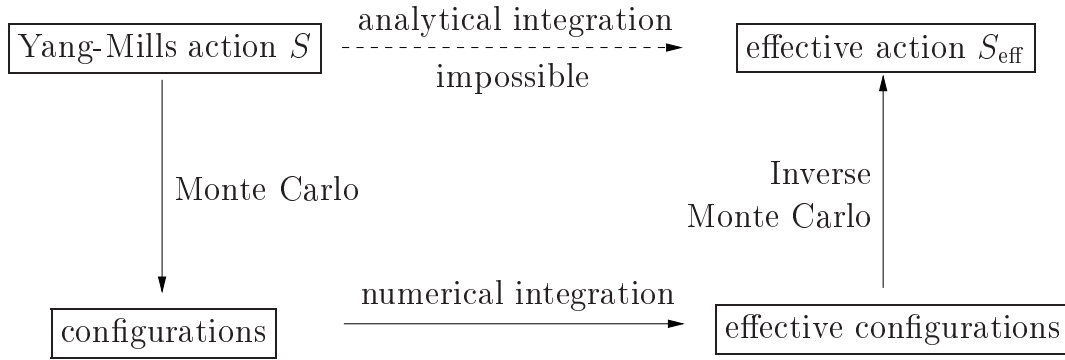 Yang-Mills action S
analytical integration
impossible
effective action S_eff
Monte Carlo
Inverse
Monte Carlo
configurations
numerical integration
effective configurations